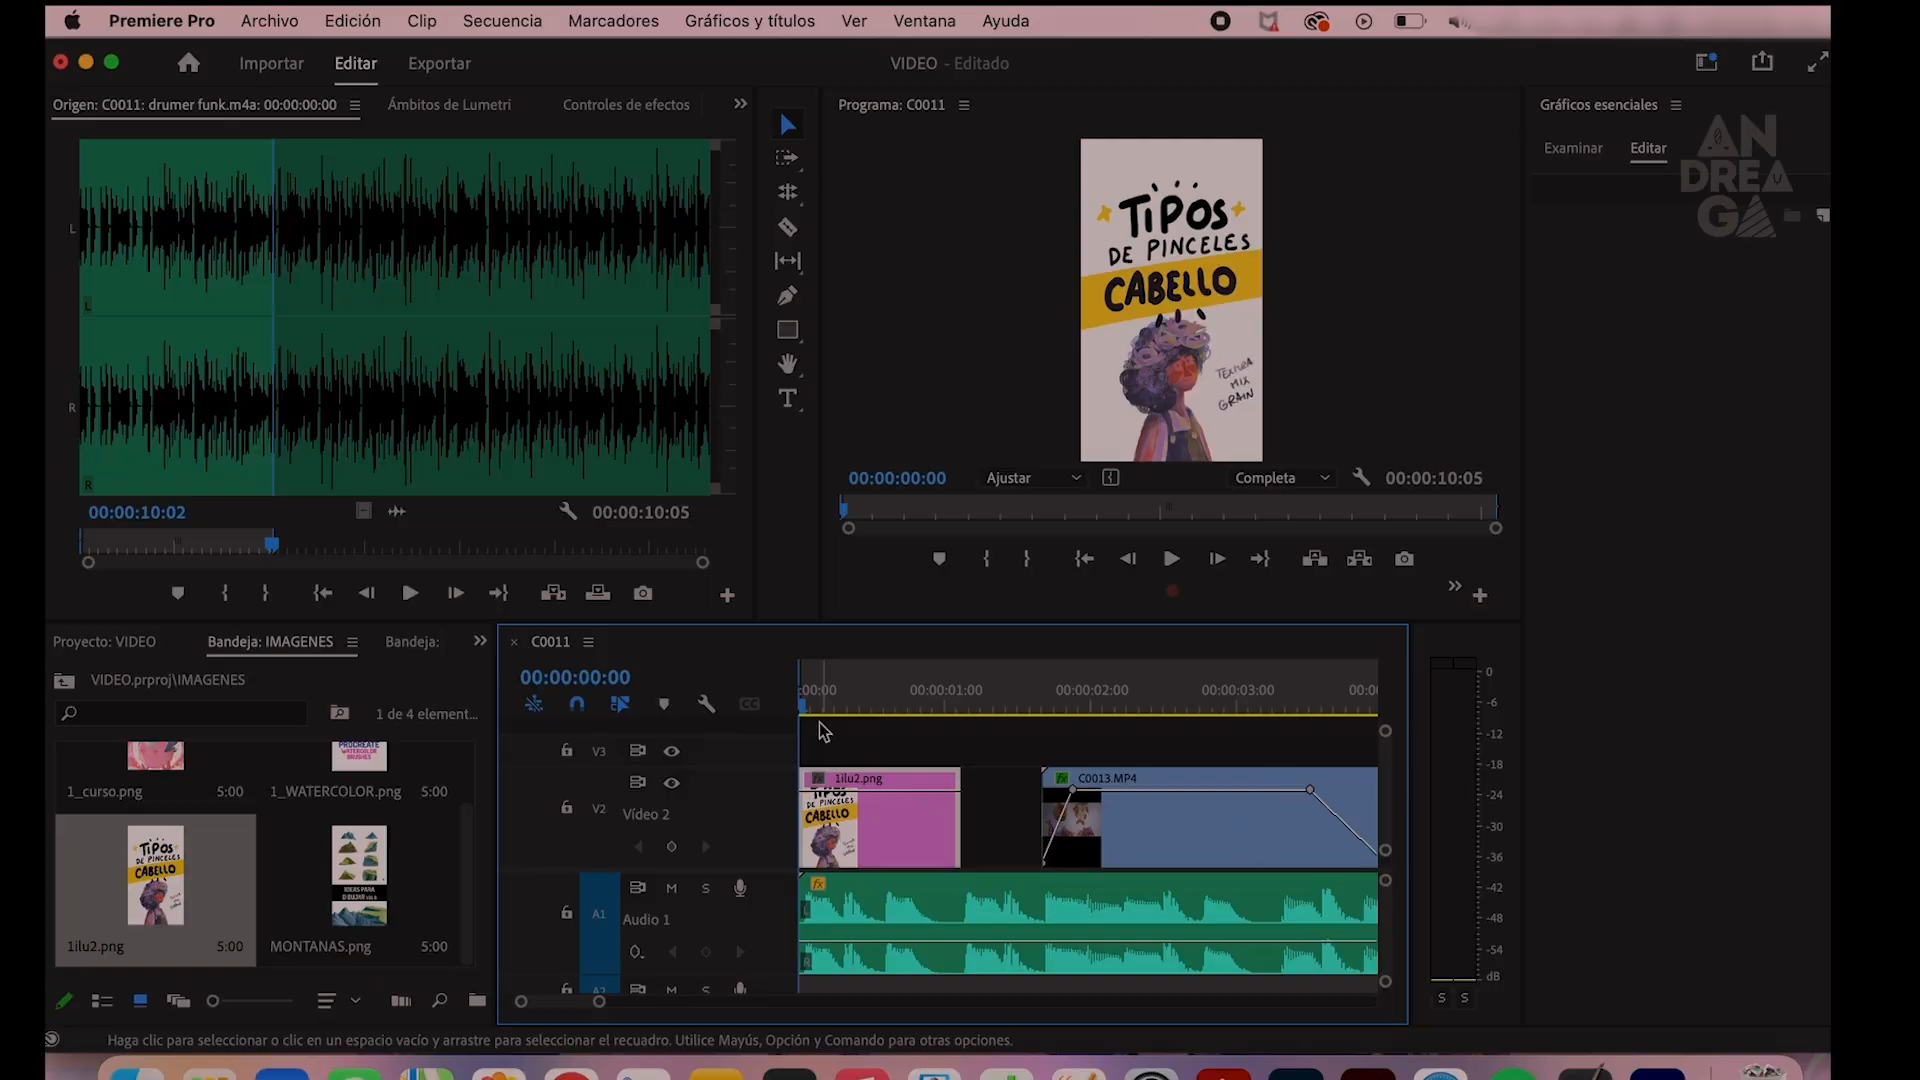 Premiere Pro Archivo Edición Clip Secuencia Marcadores Gráficos y títulos Ver Ventana Ayuda
Importar Editar Exportar
VIDEO - Editado
Origen: C0011: drumer funk.m4a: 00:00:00:00 Ámbitos de Lumetri Controles de efectos
Programa: C0011
Gráficos esenciales
Examinar Editar
AN
DREA
GA
L
L
R
R
TIPOS
DE PINCELES
CABELLO
TEXTURA
MIX
GRAIN
00:00:10:02 00:00:10:05
00:00:00:00 Ajustar Completa 00:00:10:05
T
Proyecto: VIDEO Bandeja: IMAGENES Bandeja:
VIDEO.prproj\IMAGENES
1 de 4 element...
PROCREATE
WATERCOLOR
BRUSHES
1_curso.png 5:00 1_WATERCOLOR.png 5:00
TIPOS
DE PINCELES
CABELLO
IDEAS PARA
DIBUJAR
1ilu2.png 5:00 MONTANAS.png 5:00
× C0011
00:00:00:00
:00:00 00:00:01:00 00:00:02:00 00:00:03:00 00:0
CC
V3
V2 Vídeo 2
fx 1ilu2.png
fx C0013.MP4
TIPOS
DE PINCELES
CABELLO
A1 M S
Audio 1
fx
L
R
A2 M S
0
-6
-12
-18
-24
-30
-36
-42
-48
-54
dB
S S
Haga clic para seleccionar o clic en un espacio vacío y arrastre para seleccionar el recuadro. Utilice Mayús, Opción y Comando para otras opciones.